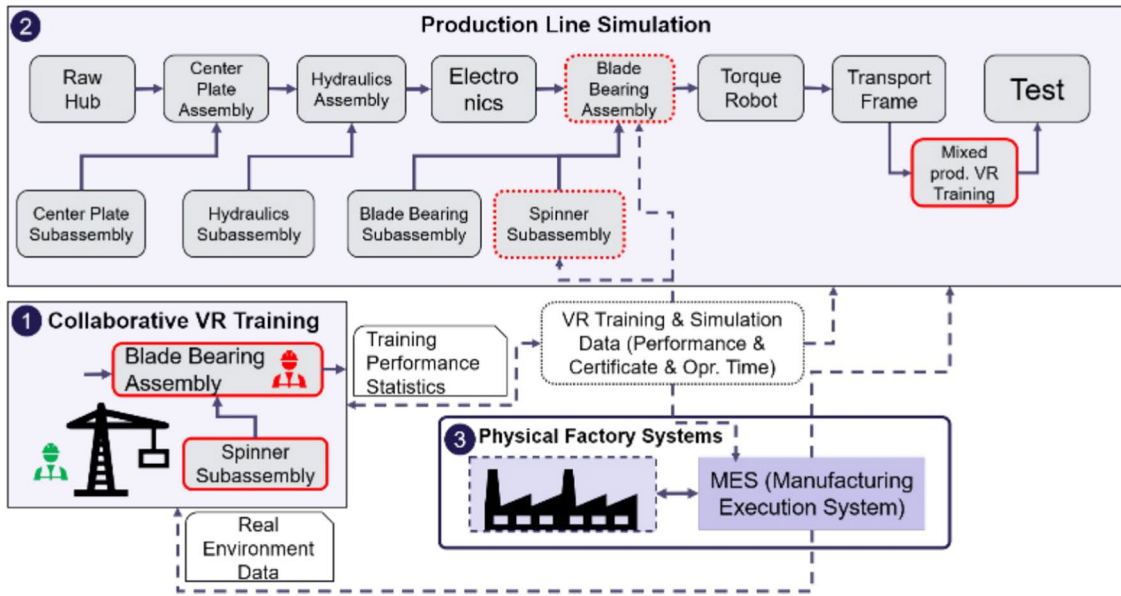 2
Production Line Simulation
Raw
Hub
Center
Plate
Assembly
Hydraulics
Assembly
Electro
nics
Blade
Bearing
Assembly
Torque
Robot
Transport
Frame
Test
Mixed
prod. VR
Training
Center Plate
Subassembly
Hydraulics
Subassembly
Blade Bearing
Subassembly
Spinner
Subassembly
1
Collaborative VR Training
Blade Bearing
Assembly
Spinner
Subassembly
Training
Performance
Statistics
VR Training & Simulation
Data (Performance &
Certificate & Opr. Time)
3
Physical Factory Systems
MES (Manufacturing
Execution System)
Real
Environment
Data